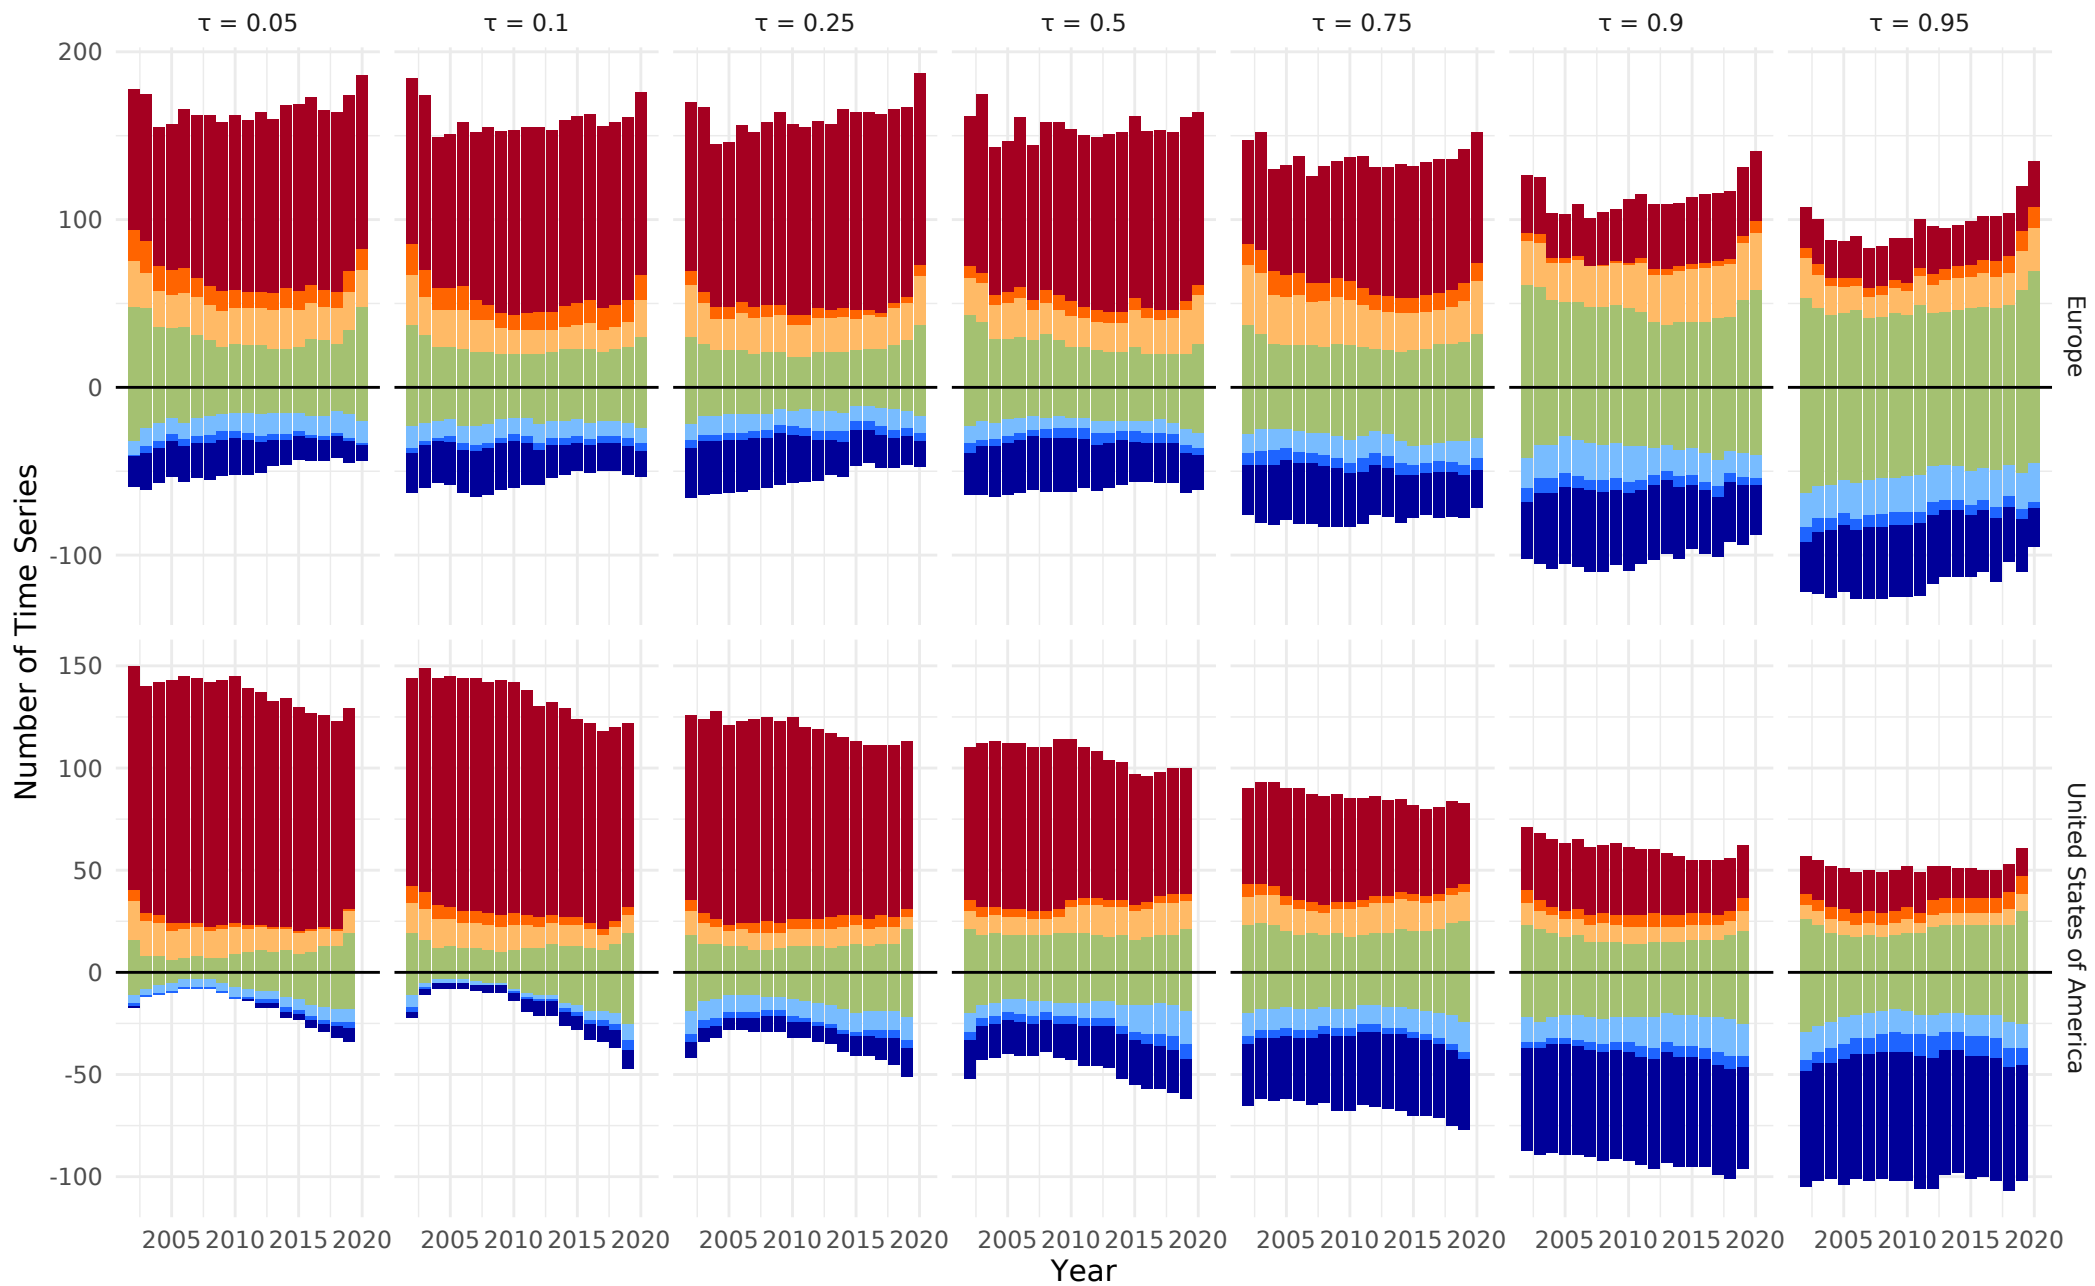 τ = 0.05 τ = 0.1 τ = 0.25 τ = 0.5 τ = 0.75 τ = 0.9 τ = 0.95
200
100
0
-100
Europe
Number of Time Series
150
100
50
0
-50
-100
United States of America
2005 2010 2015 2020 2005 2010 2015 2020 2005 2010 2015 2020 2005 2010 2015 2020 2005 2010 2015 2020 2005 2010 2015 2020 2005 2010 2015 2020
Year